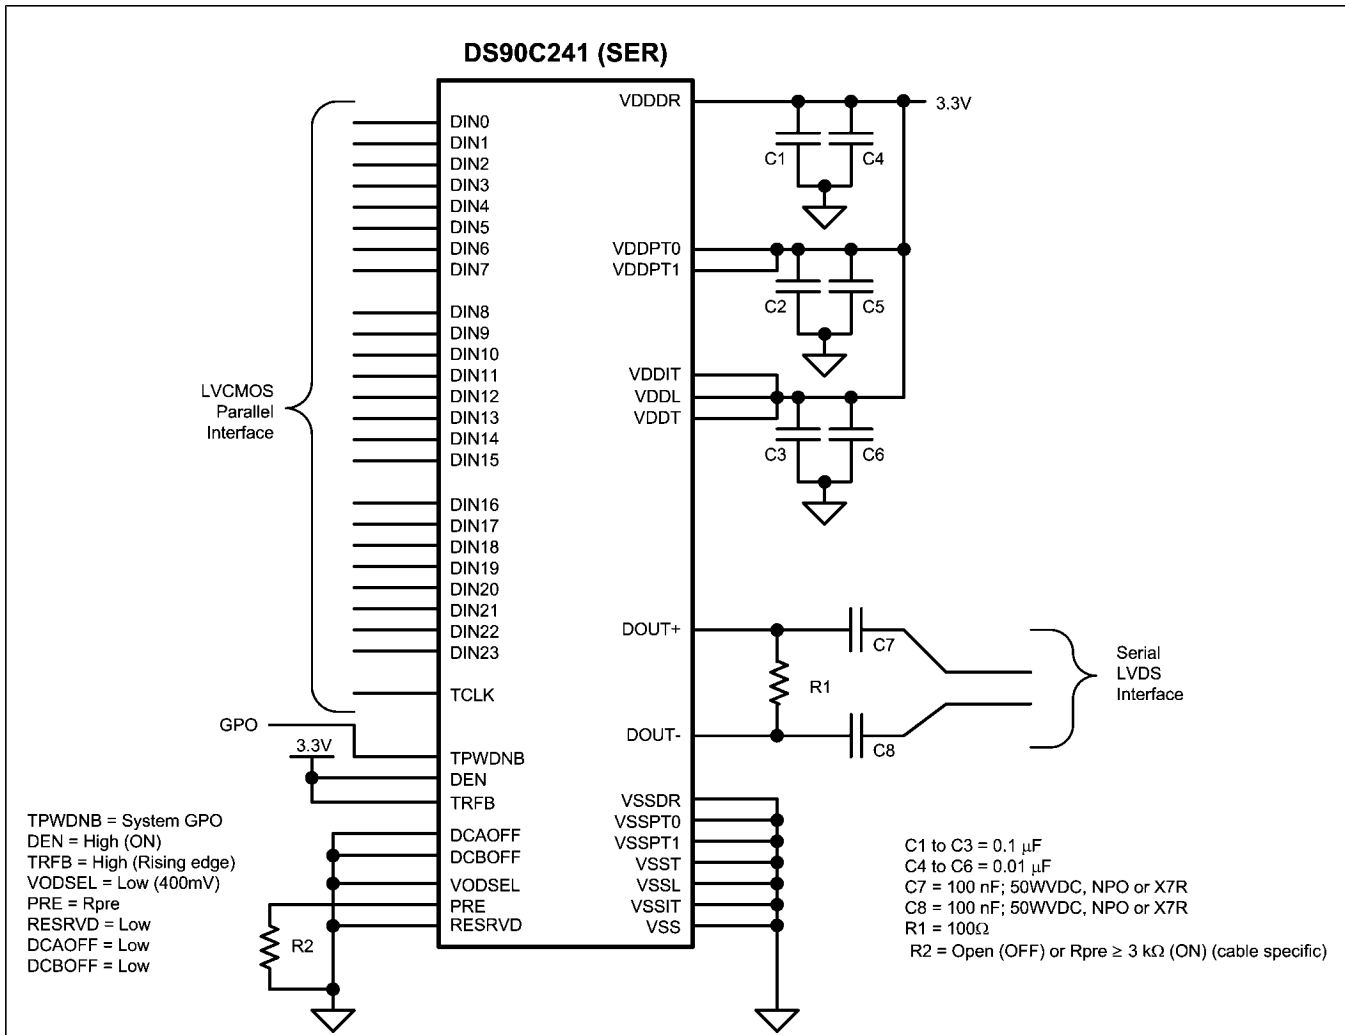 DS90C241 (SER)
LVCMOS
Parallel
Interface
DIN0
DIN1
DIN2
DIN3
DIN4
DIN5
DIN6
DIN7
DIN8
DIN9
DIN10
DIN11
DIN12
DIN13
DIN14
DIN15
DIN16
DIN17
DIN18
DIN19
DIN20
DIN21
DIN22
DIN23
TCLK
GPO
3.3V
TPWDNB
DEN
TRFB
DCAOFF
DCBOFF
VODSEL
PRE
RESRVD
R2
TPWDNB = System GPO
DEN = High (ON)
TRFB = High (Rising edge)
VODSEL = Low (400mV)
PRE = Rpre
RESRVD = Low
DCAOFF = Low
DCBOFF = Low
VDDDR
3.3V
C1
C4
VDDPT0
VDDPT1
C2
C5
VDDIT
VDDL
VDDT
C3
C6
DOUT+
C7
R1
DOUT-
C8
Serial
LVDS
Interface
VSSDR
VSSPT0
VSSPT1
VSST
VSSL
VSSIT
VSS
C1 to C3 = 0.1 μF
C4 to C6 = 0.01 μF
C7 = 100 nF; 50WVDC, NPO or X7R
C8 = 100 nF; 50WVDC, NPO or X7R
R1 = 100Ω
R2 = Open (OFF) or Rpre ≥ 3 kΩ (ON) (cable specific)